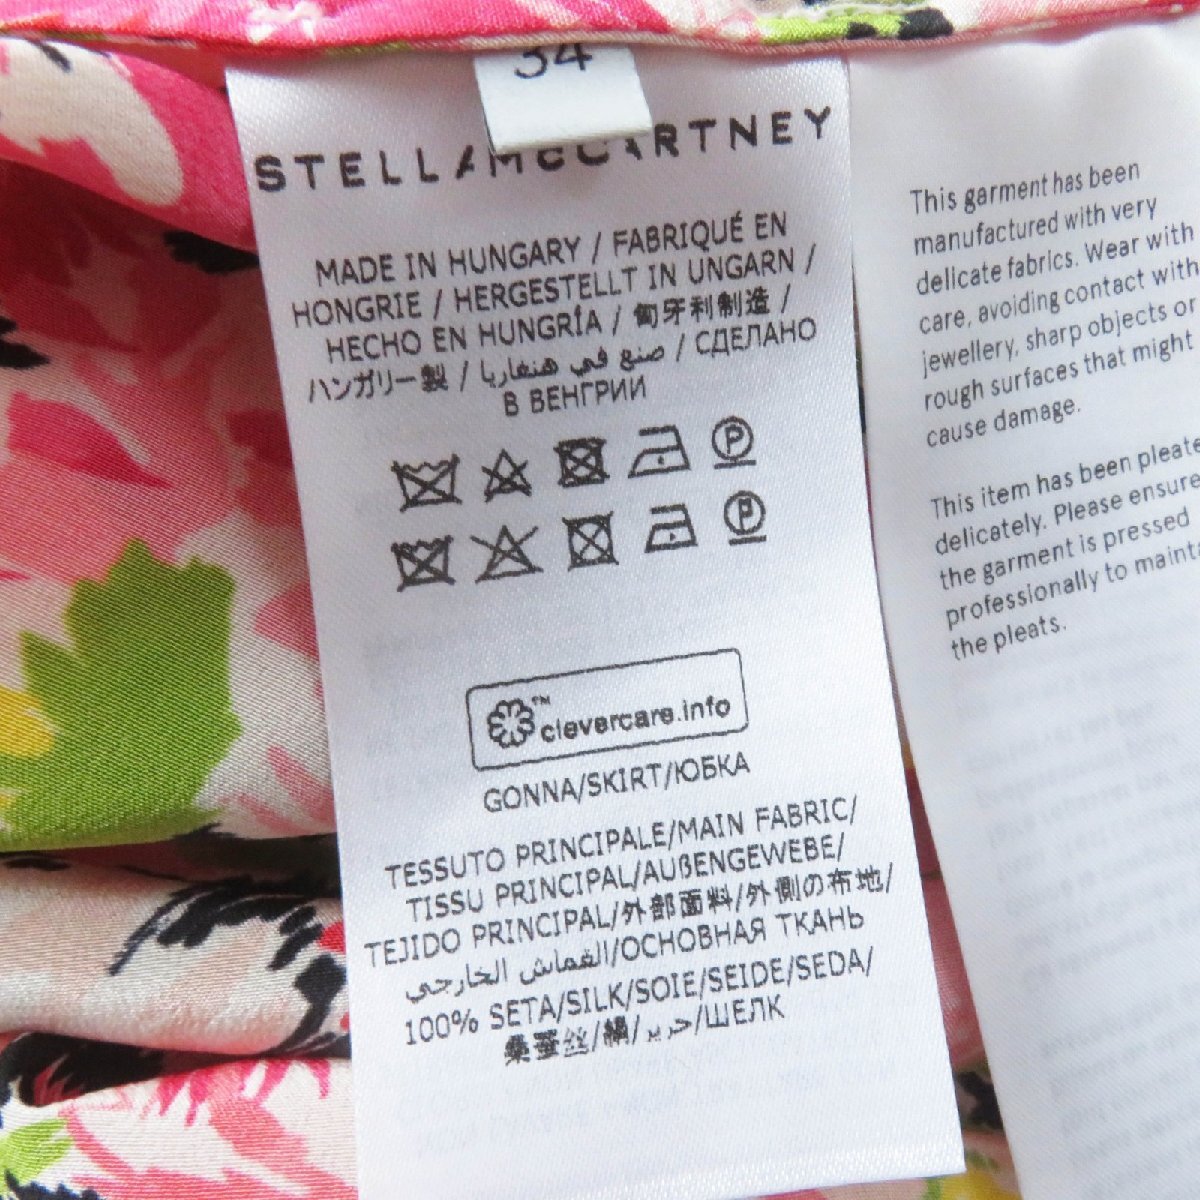 34
STELLAMcCARTNEY
MADE IN HUNGARY / FABRIQUÉ EN
HONGRIE / HERGESTELLT IN UNGARN /
HECHO EN HUNGRÍA / 匈牙利制造 /
ハンガリー製 / صنع في هنغاريا / СДЕЛАНО
В ВЕНГРИИ
P
P
™
clevercare.info
GONNA/SKIRT/ЮБКА
TESSUTO PRINCIPALE/MAIN FABRIC/
TISSU PRINCIPAL/AUßENGEWEBE/
TEJIDO PRINCIPAL/外部面料/外側の布地/
القماش الخارجي/ОСНОВНАЯ ТКАНЬ
100% SETA/SILK/SOIE/SEIDE/SEDA/
桑蚕丝/絹/حرير/ШЕЛК
This garment has been
manufactured with very
delicate fabrics. Wear with
care, avoiding contact with
jewellery, sharp objects or
rough surfaces that might
cause damage.
This item has been pleate
delicately. Please ensure
the garment is pressed
professionally to mainta
the pleats.